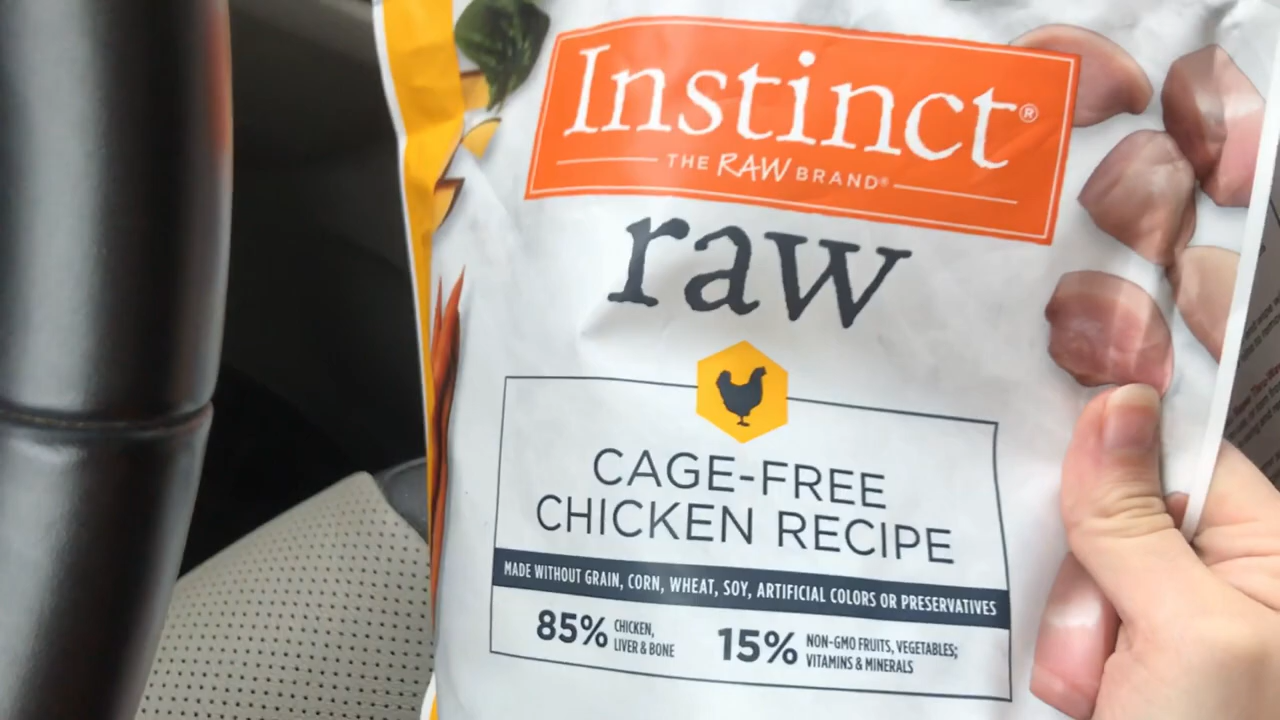 Instinct®
THE RAW BRAND®
raw
CAGE-FREE
CHICKEN RECIPE
MADE WITHOUT GRAIN, CORN, WHEAT, SOY, ARTIFICIAL COLORS OR PRESERVATIVES
85% CHICKEN,
LIVER & BONE
15% NON-GMO FRUITS, VEGETABLES;
VITAMINS & MINERALS